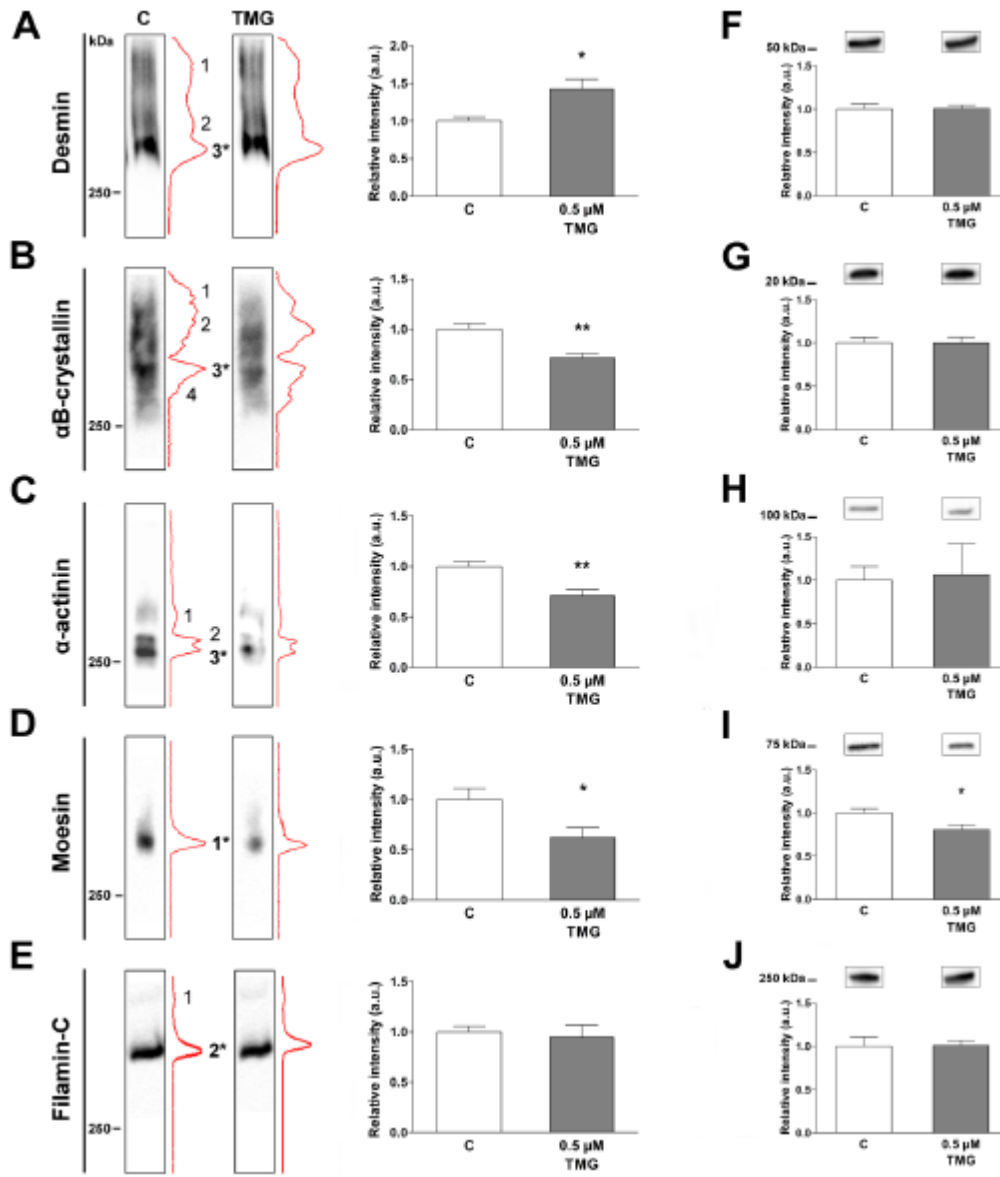 A
C
TMG
kDa
Desmin
1
2
3*
250
Relative intensity (a.u.)
2.0
1.5
1.0
0.5
0.0
*
C
0.5 µM
TMG
B
αB-crystallin
1
2
3*
4
250
Relative intensity (a.u.)
1.5
1.0
0.5
0.0
**
C
0.5 µM
TMG
C
α-actinin
1
2
3*
250
Relative intensity (a.u.)
1.5
1.0
0.5
0.0
**
C
0.5 µM
TMG
D
Moesin
1*
250
Relative intensity (a.u.)
1.5
1.0
0.5
0.0
*
C
0.5 µM
TMG
E
Filamin-C
1
2*
250
Relative intensity (a.u.)
1.5
1.0
0.5
0.0
C
0.5 µM
TMG
F
50 kDa
Relative intensity (a.u.)
1.5
1.0
0.5
0.0
C
0.5 µM
TMG
G
20 kDa
Relative intensity (a.u.)
1.5
1.0
0.5
0.0
C
0.5 µM
TMG
H
100 kDa
Relative intensity (a.u.)
1.5
1.0
0.5
0.0
C
0.5 µM
TMG
I
75 kDa
Relative intensity (a.u.)
1.5
1.0
0.5
0.0
*
C
0.5 µM
TMG
J
250 kDa
Relative intensity (a.u.)
1.5
1.0
0.5
0.0
C
0.5 µM
TMG